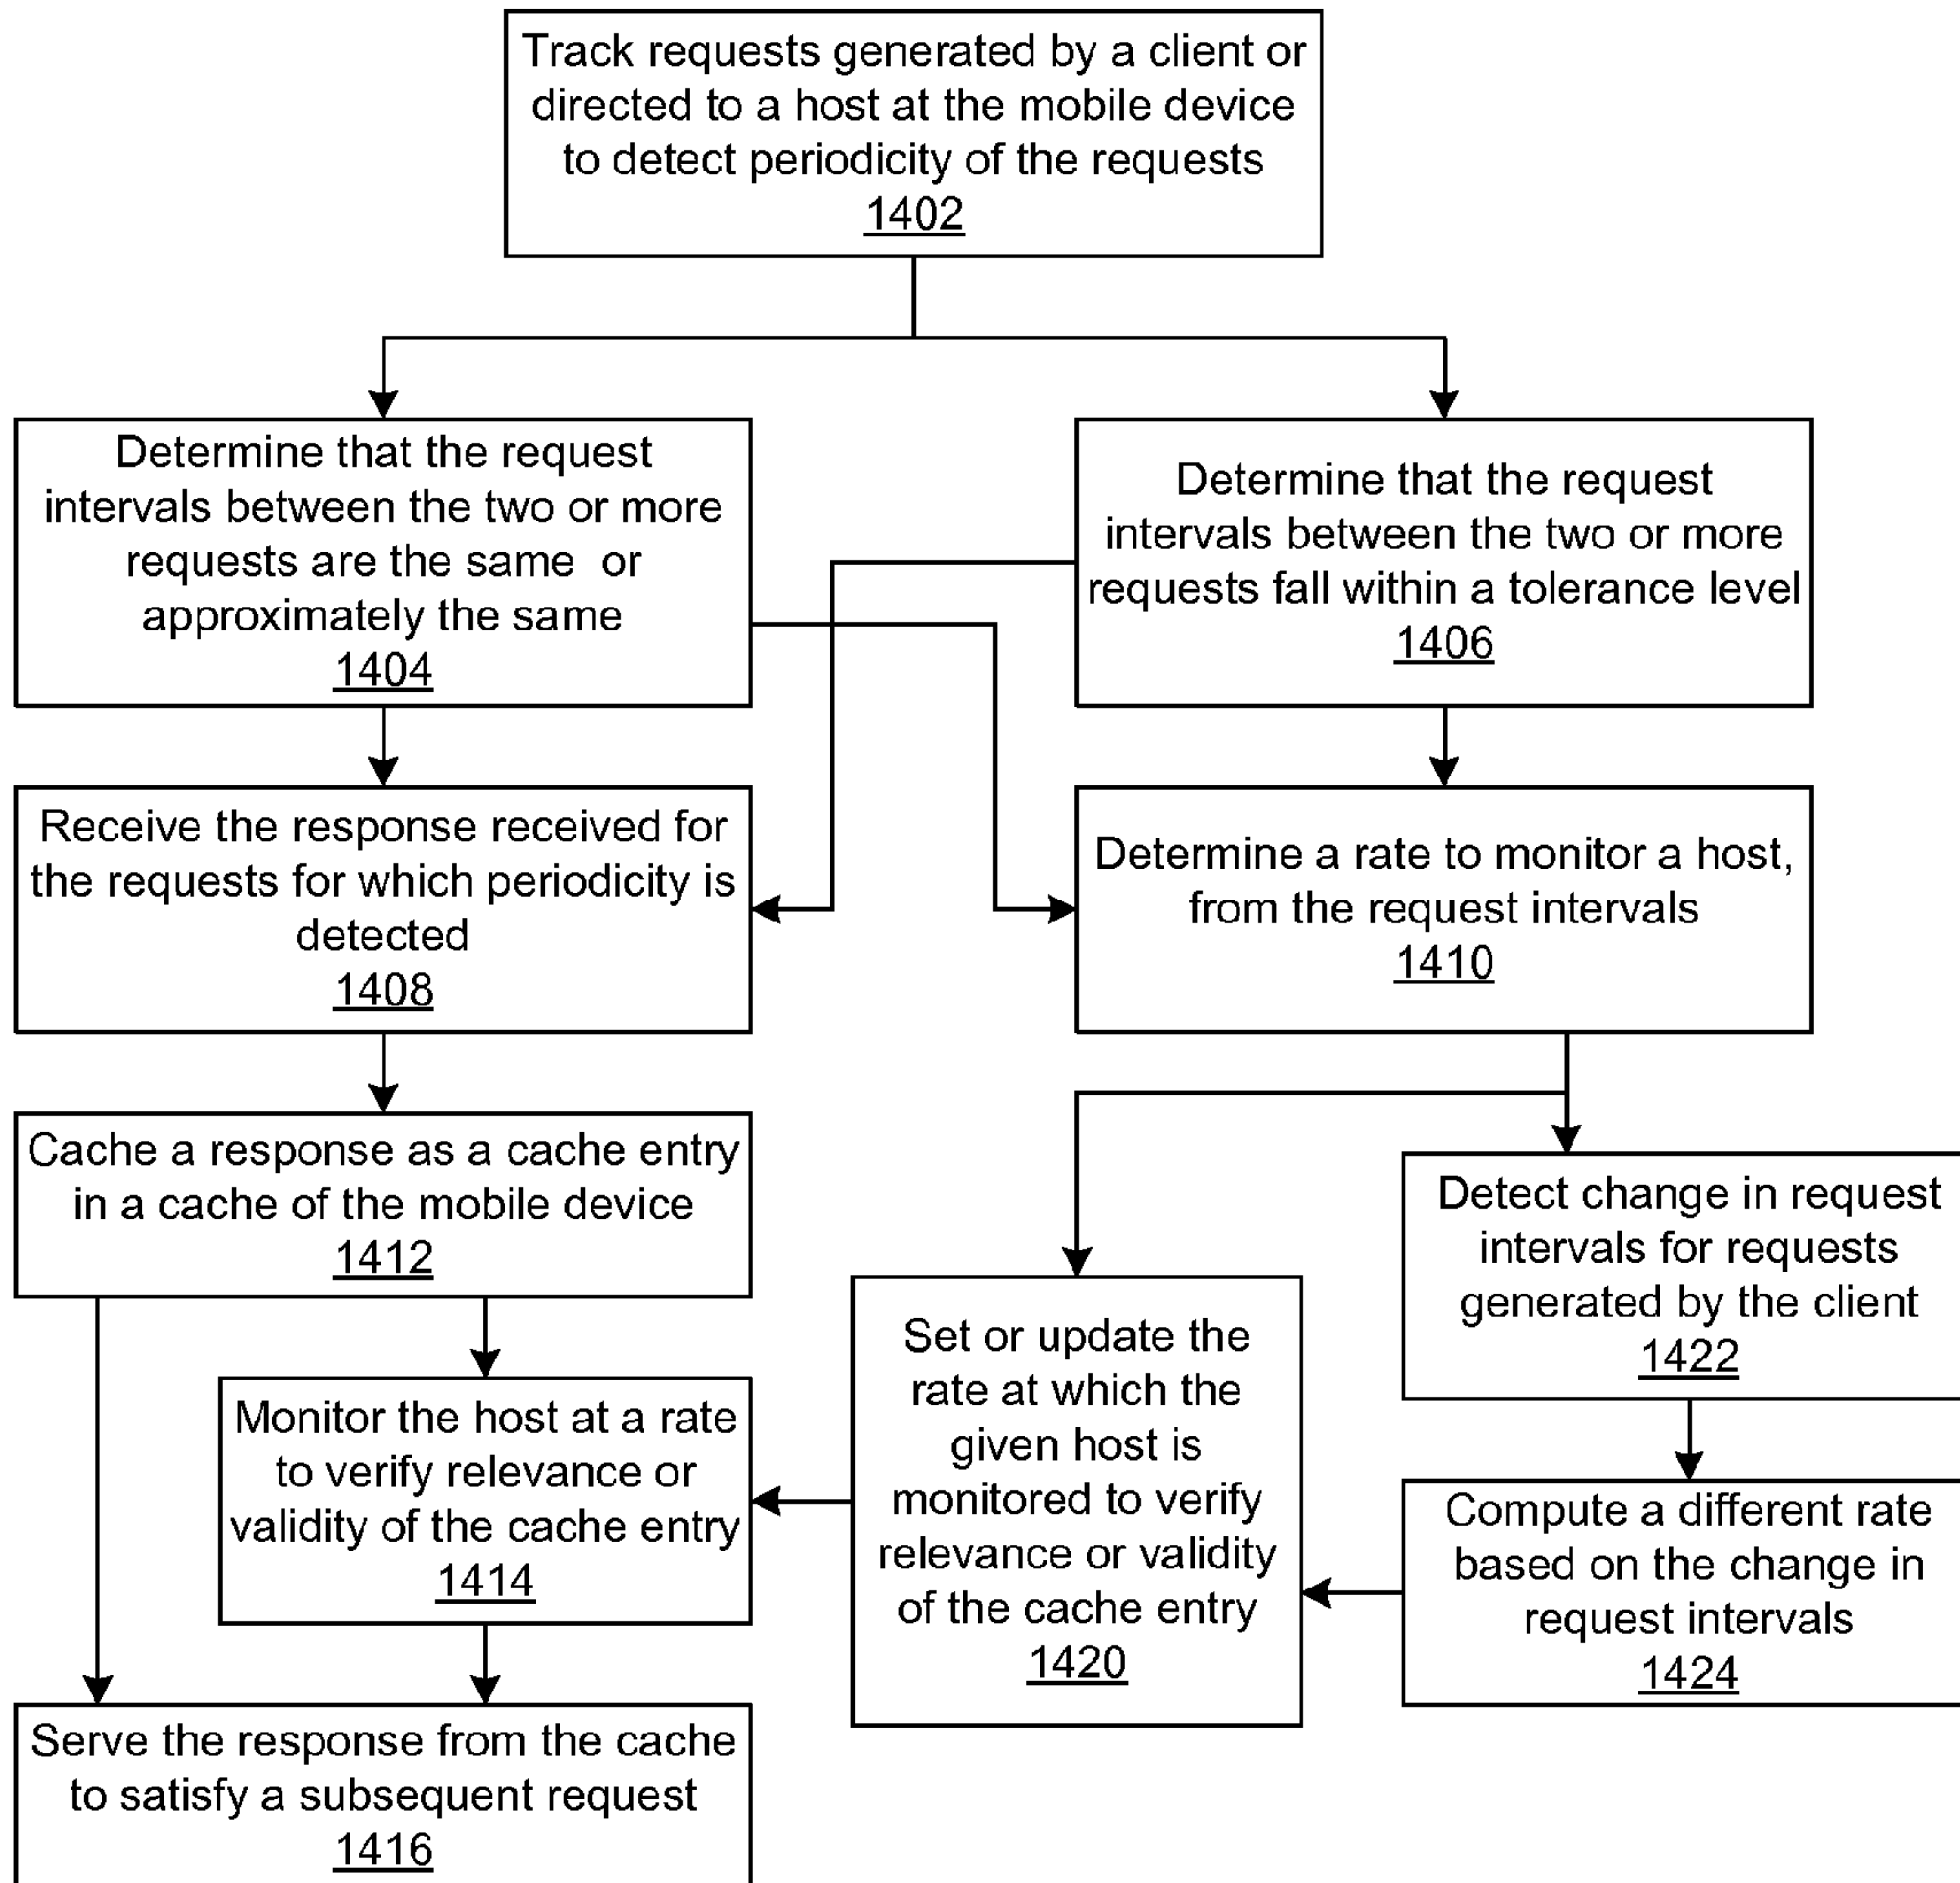 Track requests generated by a client or
directed to a host at the mobile device
to detect periodicity of the requests
1402
Determine that the request
intervals between the two or more
requests are the same or
approximately the same
1404
Determine that the request
intervals between the two or more
requests fall within a tolerance level
1406
Receive the response received for
the requests for which periodicity is
detected
1408
Determine a rate to monitor a host,
from the request intervals
1410
Cache a response as a cache entry
in a cache of the mobile device
1412
Detect change in request
intervals for requests
generated by the client
1422
Set or update the
rate at which the
given host is
monitored to verify
relevance or validity
of the cache entry
1420
Monitor the host at a rate
to verify relevance or
validity of the cache entry
1414
Compute a different rate
based on the change in
request intervals
1424
Serve the response from the cache
to satisfy a subsequent request
1416